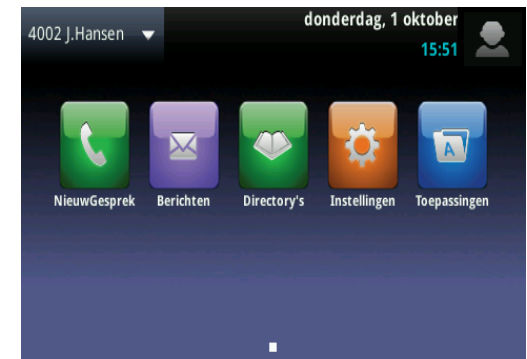 4002 J.Hansen
donderdag, 1 oktober
15:51
A
NieuwGesprek Berichten Directory's Instellingen Toepassingen